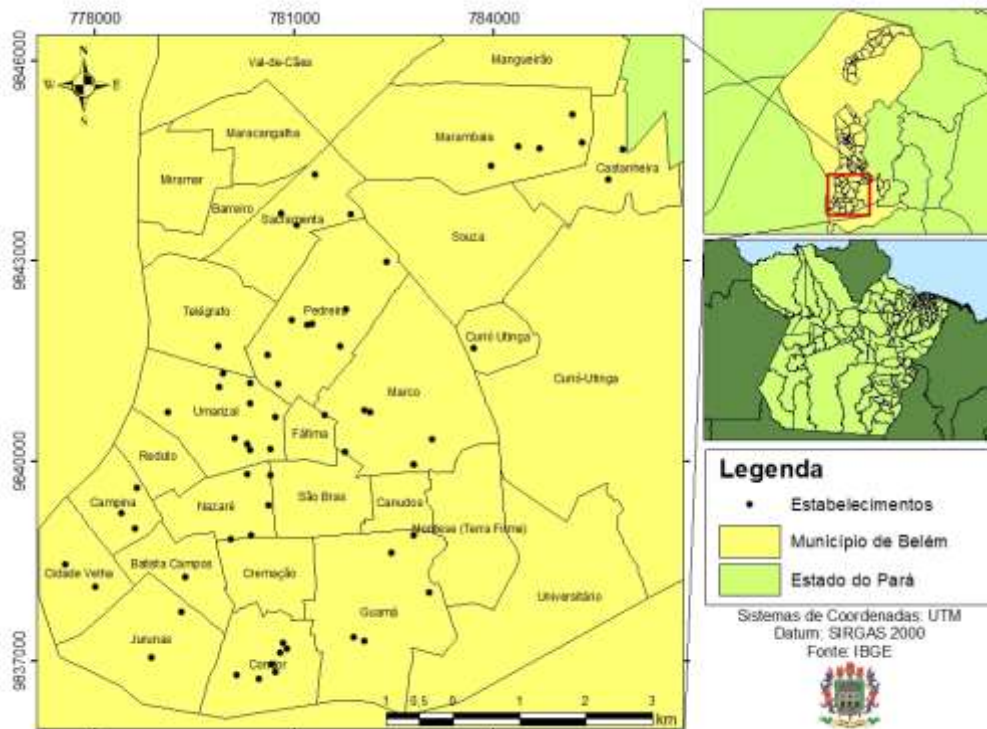 778000 781000 784000
9846000
9843000
9840000
9837000
N
W E
S
Val-de-Cães
Mangueirão
Maracangalha
Marambaia
Miramar
Castanheira
Barreiro
Sacramenta
Souza
Telégrafo
Pedreira
Curió Utinga
Curió-Utinga
Marco
Umarizal
Fátima
Reduto
Campina
Nazaré
São Bras
Canudos
Montese (Terra Firme)
Cidade Velha
Batista Campos
Cremação
Universitário
Guamá
Jurunas
Condor
1 0,5 0 1 2 3
km
Legenda
Estabelecimentos
Município de Belém
Estado do Pará
Sistemas de Coordenadas: UTM
Datum: SIRGAS 2000
Fonte: IBGE